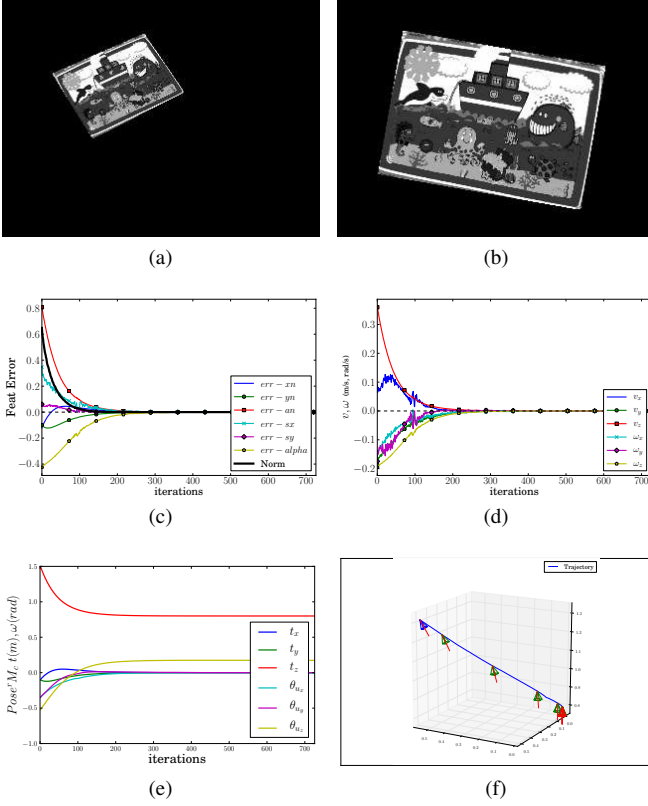 (a)
(b)
0.8
0.6
0.4
0.2
0.0
−0.2
−0.4
Feat Error
0 100 200 300 400 500 600 700
iterations
err − xn
err − yn
err − an
err − sx
err − sy
err − alpha
Norm
(c)
0.3
0.2
0.1
0.0
−0.1
−0.2
v, ω (m/s, rad/s)
0 100 200 300 400 500 600 700
iterations
v_x
v_y
v_z
ω_x
ω_y
ω_z
(d)
1.5
1.0
0.5
0.0
−0.5
−1.0
Pose^r M_c t(m), ω(rad)
0 100 200 300 400 500 600 700
iterations
t_x
t_y
t_z
θ_{u_x}
θ_{u_y}
θ_{u_z}
(e)
Trajectory
(f)